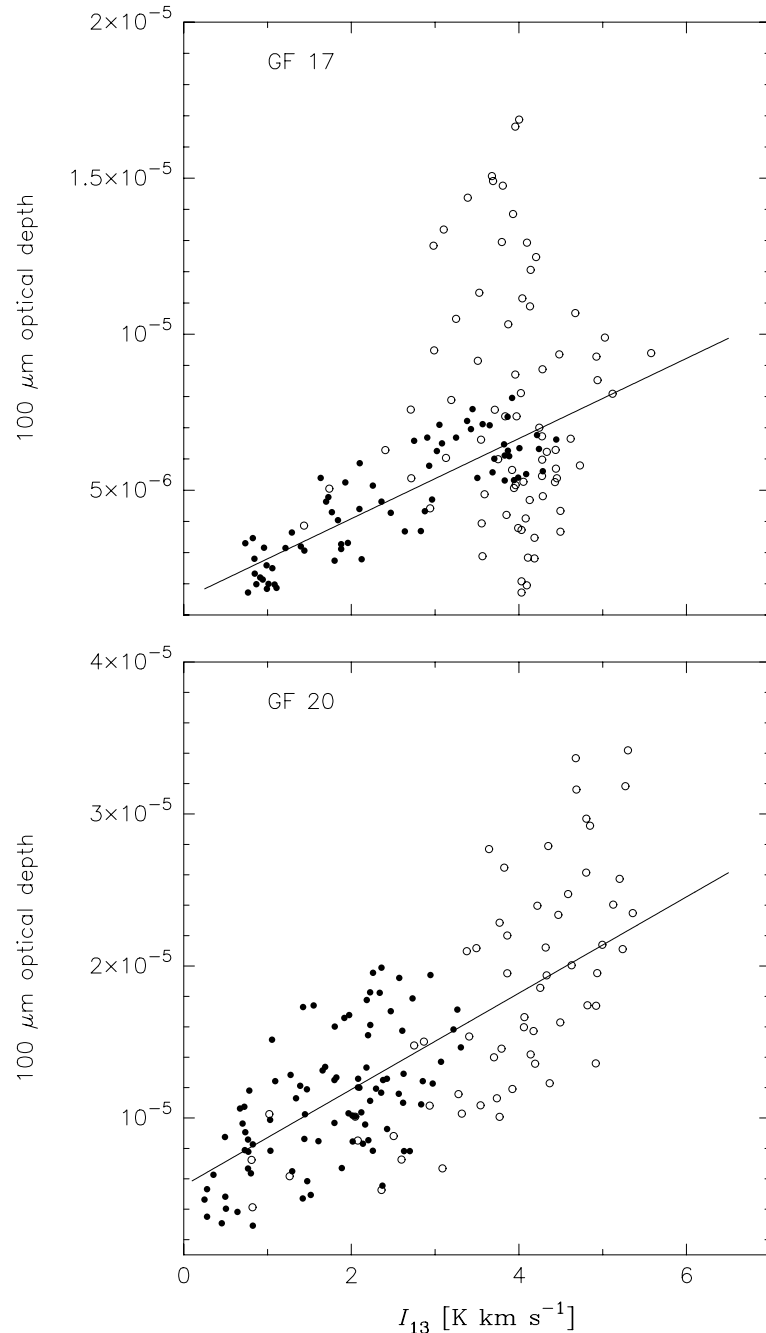 2×10⁻⁵
GF 17
1.5×10⁻⁵
10⁻⁵
5×10⁻⁶
100 μm optical depth
4×10⁻⁵
GF 20
3×10⁻⁵
2×10⁻⁵
10⁻⁵
100 μm optical depth
0 2 4 6
I₁₃ [K km s⁻¹]